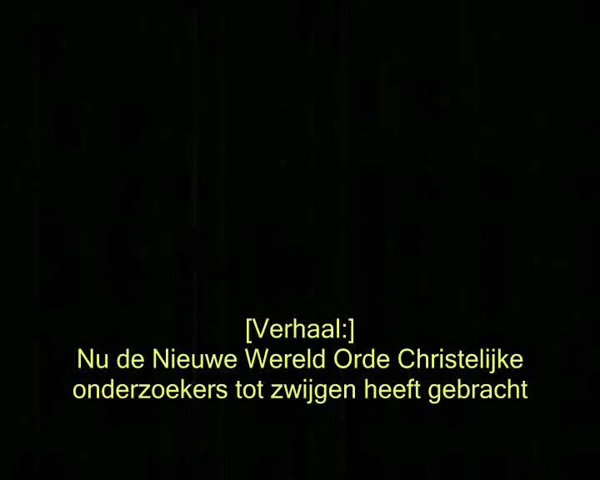 [Verhaal:]
Nu de Nieuwe Wereld Orde Christelijke
onderzoekers tot zwijgen heeft gebracht